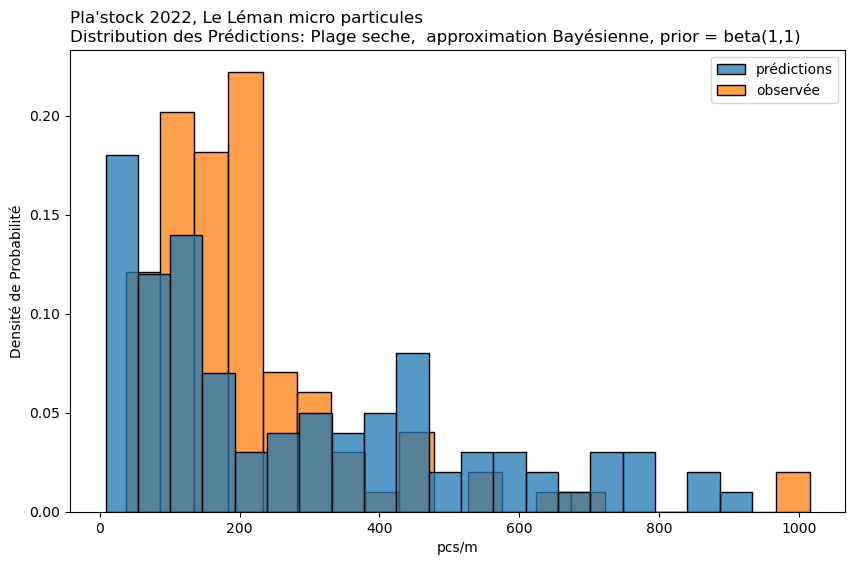 Pla'stock 2022, Le Léman micro particules
Distribution des Prédictions: Plage seche,  approximation Bayésienne, prior = beta(1,1)
prédictions
observée
Densité de Probabilité
0.20
0.15
0.10
0.05
0.00
0 200 400 600 800 1000
pcs/m